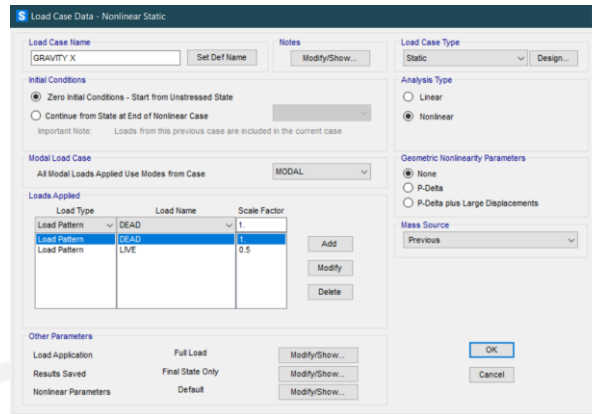 S Load Case Data - Nonlinear Static
Load Case Name
GRAVITY X
Set Def Name
Notes
Modify/Show...
Load Case Type
Static
Design...
Initial Conditions
Zero Initial Conditions - Start from Unstressed State
Continue from State at End of Nonlinear Case
Important Note: Loads from this previous case are included in the current case
Analysis Type
Linear
Nonlinear
Modal Load Case
All Modal Loads Applied Use Modes from Case
MODAL
Geometric Nonlinearity Parameters
None
P-Delta
P-Delta plus Large Displacements
Loads Applied
Load Type Load Name Scale Factor
Load Pattern DEAD 1.
Load Pattern DEAD 1.
Load Pattern LIVE 0.5
Add
Modify
Delete
Mass Source
Previous
Other Parameters
Load Application Full Load Modify/Show...
Results Saved Final State Only Modify/Show...
Nonlinear Parameters Default Modify/Show...
OK
Cancel